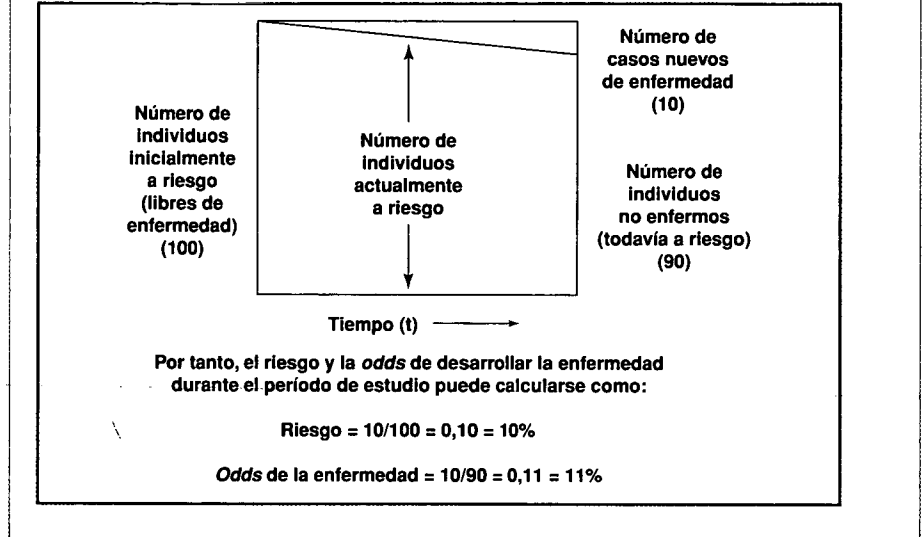 Número de
individuos
inicialmente
a riesgo
(libres de
enfermedad)
(100)
Número de
individuos
actualmente
a riesgo
Número de
casos nuevos
de enfermedad
(10)
Número de
individuos
no enfermos
(todavía a riesgo)
(90)
Tiempo (t)
Por tanto, el riesgo y la odds de desarrollar la enfermedad
durante el período de estudio puede calcularse como:
Riesgo = 10/100 = 0,10 = 10%
Odds de la enfermedad = 10/90 = 0,11 = 11%